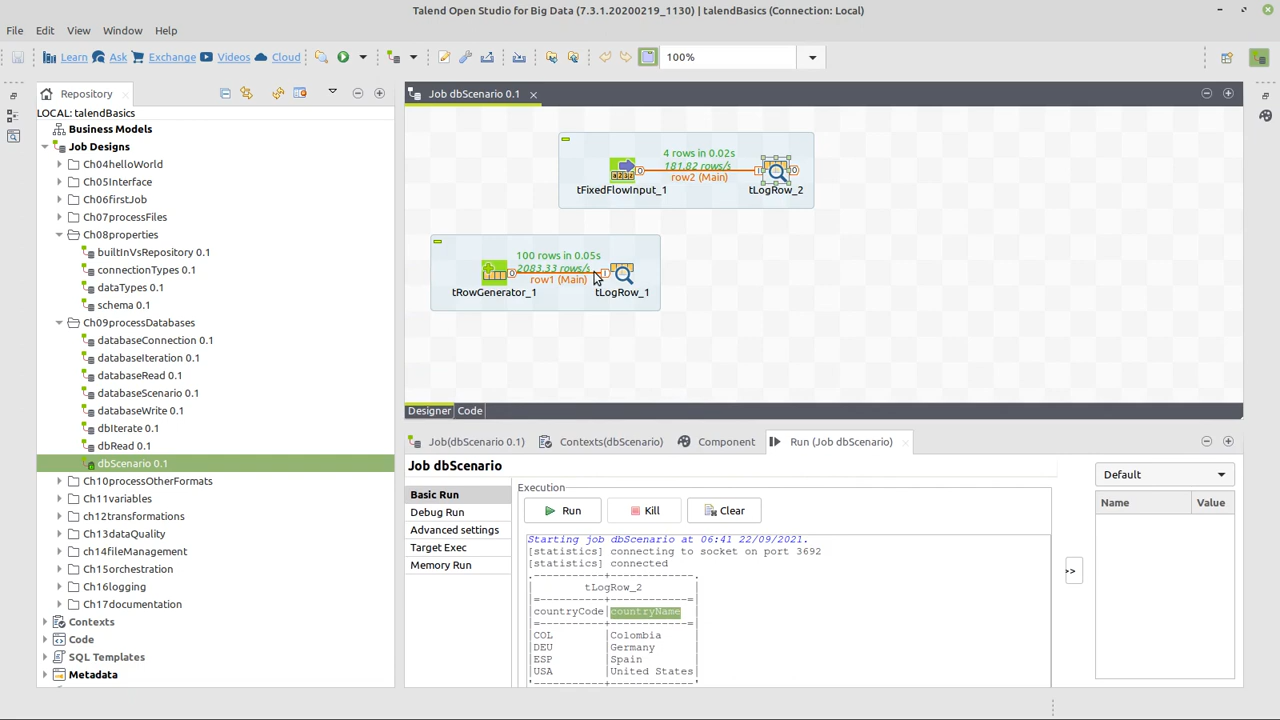 Talend Open Studio for Big Data (7.3.1.20200219_1130) | talendBasics (Connection: Local)
File Edit View Window Help
Learn Ask Exchange Videos Cloud 100%
Repository
LOCAL: talendBasics
Business Models
Job Designs
Ch04helloWorld
Ch05Interface
Ch06firstJob
Ch07processFiles
Ch08properties
builtInVsRepository 0.1
connectionTypes 0.1
dataTypes 0.1
schema 0.1
Ch09processDatabases
databaseConnection 0.1
databaseIteration 0.1
databaseRead 0.1
databaseScenario 0.1
databaseWrite 0.1
dbIterate 0.1
dbRead 0.1
dbScenario 0.1
Ch10processOtherFormats
Ch11variables
ch12transformations
Ch13dataQuality
ch14fileManagement
Ch15orchestration
Ch16logging
Ch17documentation
Contexts
Code
SQL Templates
Metadata
Job dbScenario 0.1
4 rows in 0.02s
181.82 rows/s
row2 (Main)
tFixedFlowInput_1
tLogRow_2
100 rows in 0.05s
2083.33 rows/s
row1 (Main)
tRowGenerator_1
tLogRow_1
Designer Code
Job(dbScenario 0.1) Contexts(dbScenario) Component Run (Job dbScenario)
Job dbScenario
Basic Run
Debug Run
Advanced settings
Target Exec
Memory Run
Execution
Run Kill Clear
Starting job dbScenario at 06:41 22/09/2021.
[statistics] connecting to socket on port 3692
[statistics] connected
.----------+-------------.
| tLogRow_2 |
|=----------+------------=|
|countryCode|countryName |
|=----------+------------=|
|COL |Colombia |
|DEU |Germany |
|ESP |Spain |
|USA |United States|
'-----------+-------------'
>>
Default
Name Value